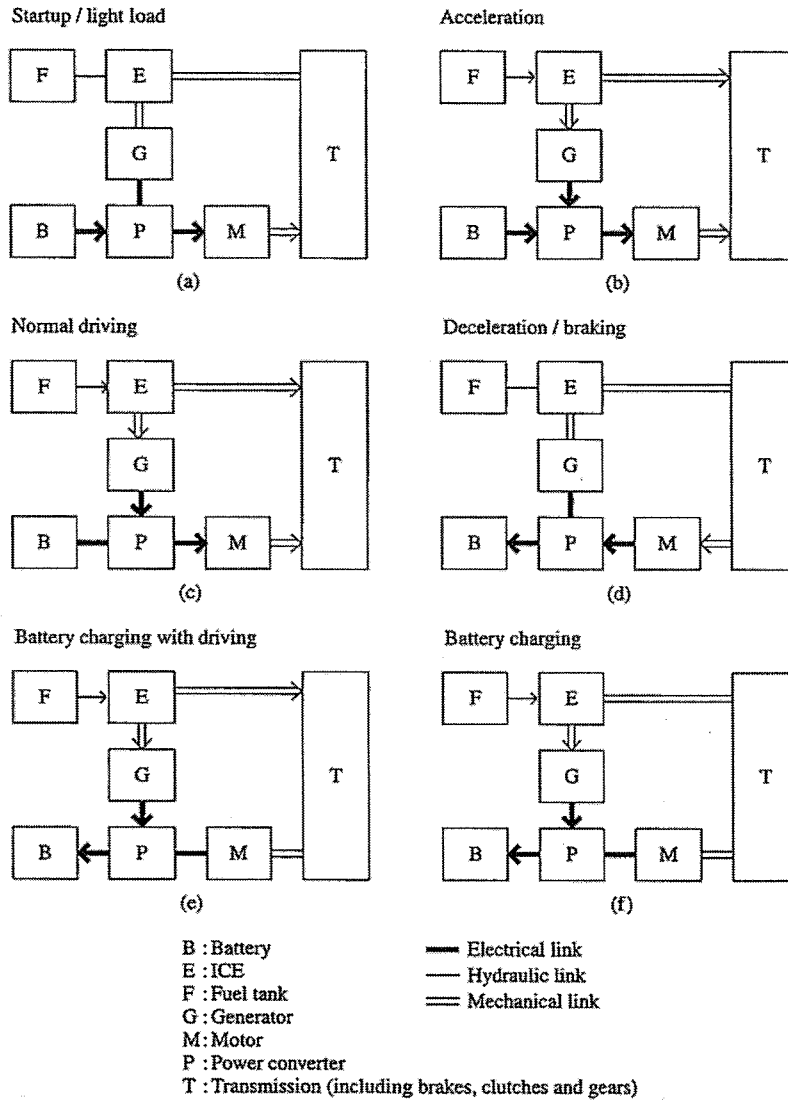 Startup / light load
F E
G
T
B P M
(a)
Acceleration
F E
G
T
B P M
(b)
Normal driving
F E
G
T
B P M
(c)
Deceleration / braking
F E
G
T
B P M
(d)
Battery charging with driving
F E
G
T
B P M
(e)
Battery charging
F E
G
T
B P M
(f)
B : Battery
E : ICE
F : Fuel tank
G : Generator
M : Motor
P : Power converter
T : Transmission (including brakes, clutches and gears)
Electrical link
Hydraulic link
Mechanical link